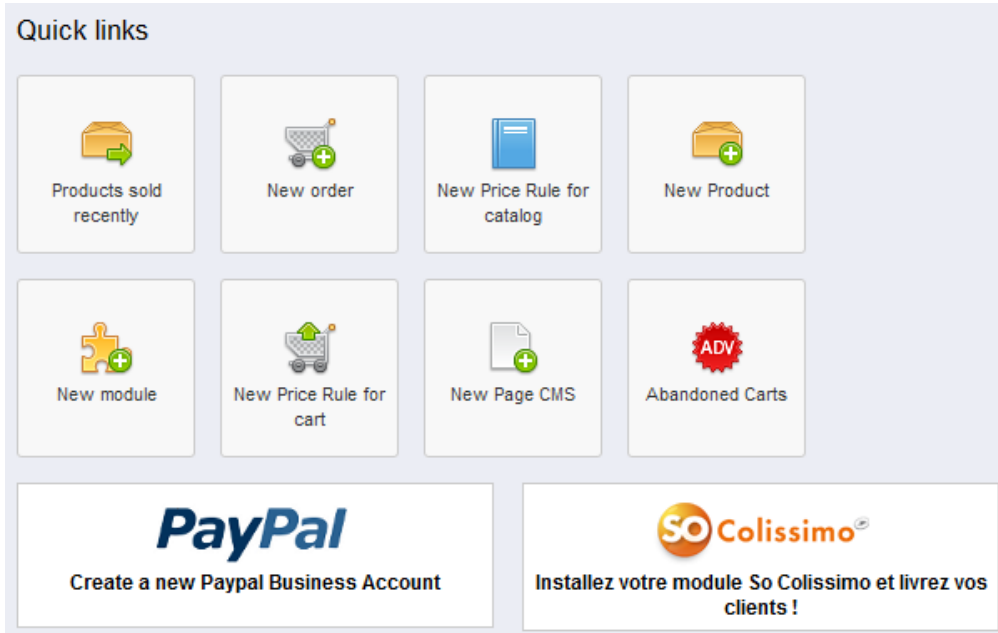 Quick links
Products sold
recently
New order
New Price Rule for
catalog
New Product
New module
New Price Rule for
cart
New Page CMS
ADV
Abandoned Carts
PayPal
Create a new Paypal Business Account
SO Colissimo
Installez votre module So Colissimo et livrez vos
clients !